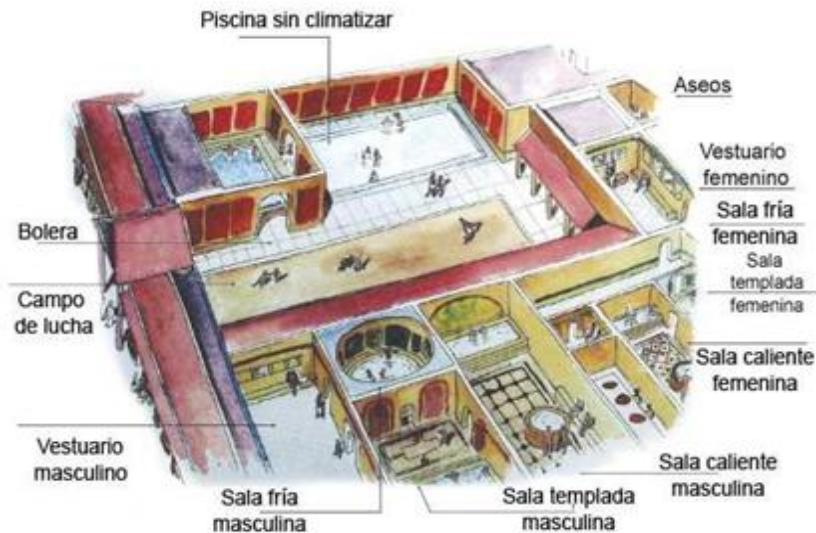 Piscina sin climatizar
Aseos
Vestuario
femenino
Sala fría
femenina
Sala
templada
femenina
Sala caliente
femenina
Bolera
Campo
de lucha
Vestuario
masculino
Sala fría
masculina
Sala templada
masculina
Sala caliente
masculina